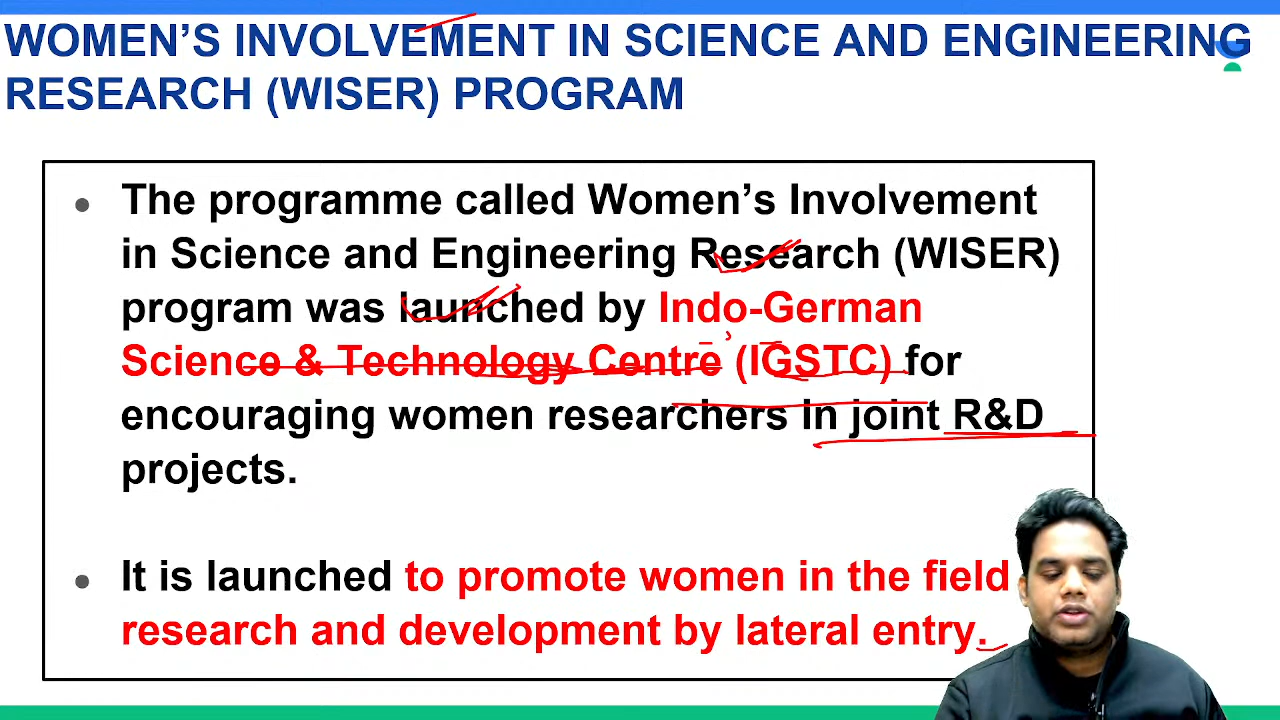 WOMEN’S INVOLVEMENT IN SCIENCE AND ENGINEERING
RESEARCH (WISER) PROGRAM
• The programme called Women’s Involvement
in Science and Engineering Research (WISER)
program was launched by Indo-German
Science & Technology Centre (IGSTC) for
encouraging women researchers in joint R&D
projects.
• It is launched to promote women in the field
research and development by lateral entry.